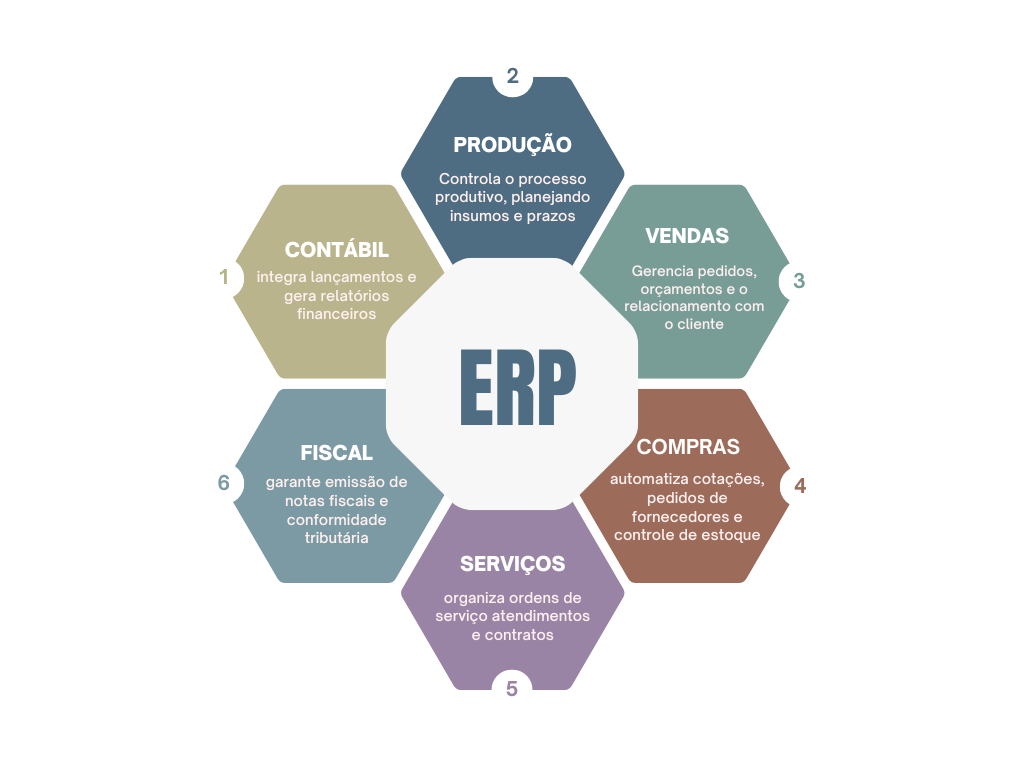 1
CONTÁBIL
integra lançamentos e
gera relatórios
financeiros
2
PRODUÇÃO
Controla o processo
produtivo, planejando
insumos e prazos
3
VENDAS
Gerencia pedidos,
orçamentos e o
relacionamento com
o cliente
ERP
4
COMPRAS
automatiza cotações,
pedidos de
fornecedores e
controle de estoque
5
SERVIÇOS
organiza ordens de
serviço atendimentos
e contratos
6
FISCAL
garante emissão de
notas fiscais e
conformidade
tributária